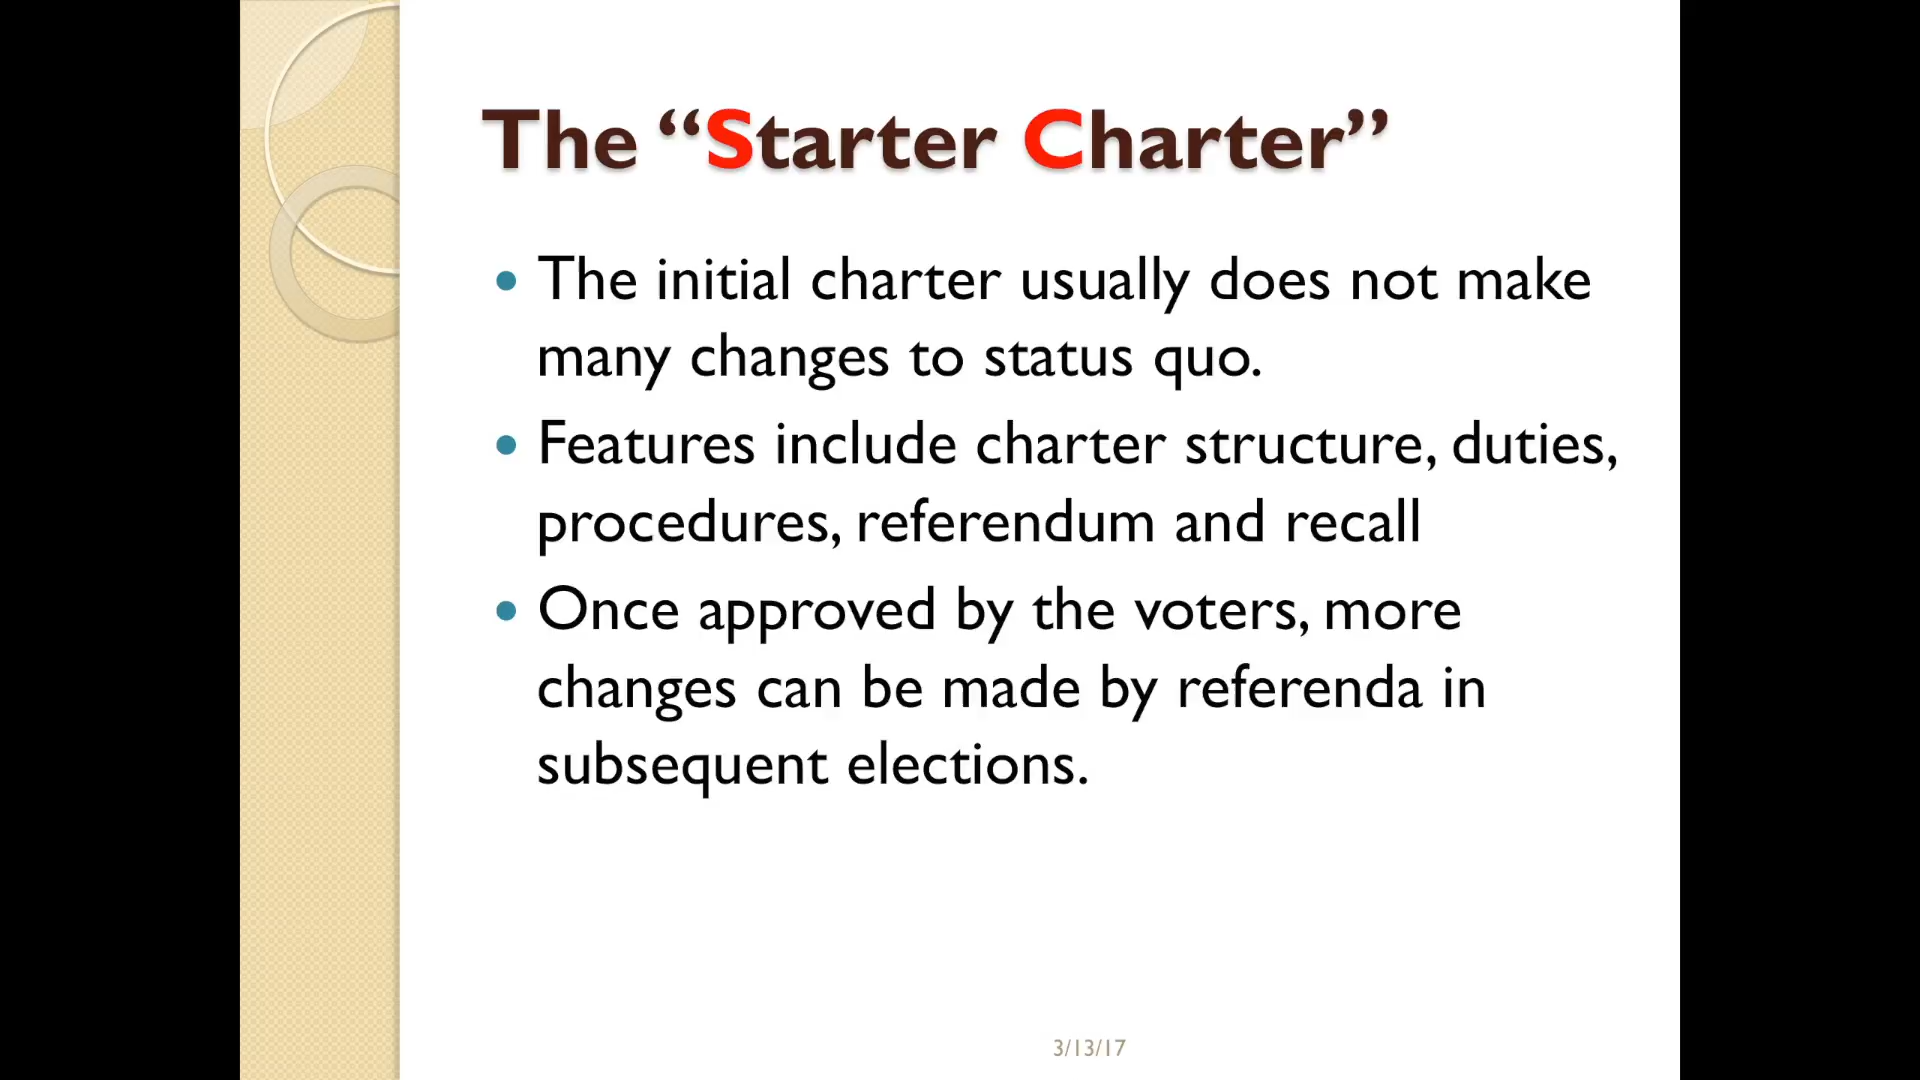 The “Starter Charter”
• The initial charter usually does not make
many changes to status quo.
• Features include charter structure, duties,
procedures, referendum and recall
• Once approved by the voters, more
changes can be made by referenda in
subsequent elections.
3/13/17